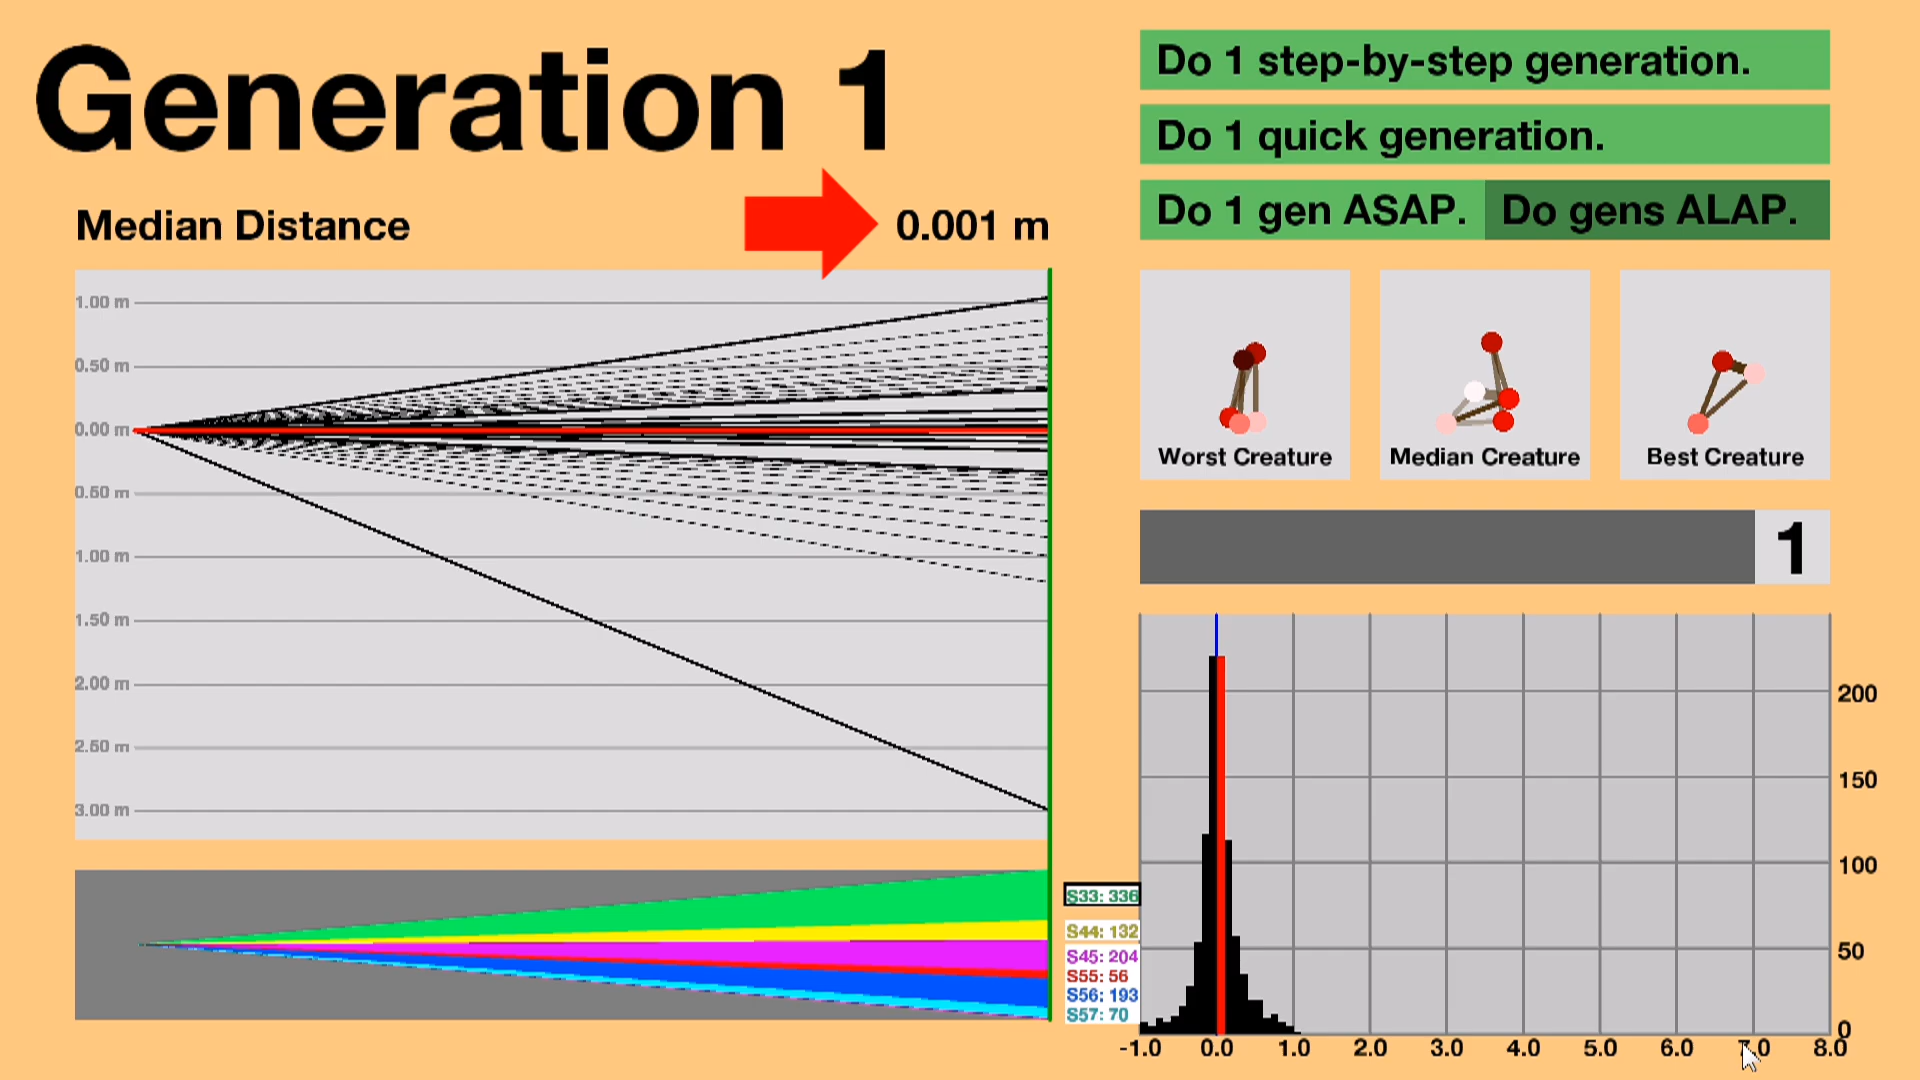 Generation 1
Median Distance
0.001 m
1.00 m
0.50 m
0.00 m
0.50 m
1.00 m
1.50 m
2.00 m
2.50 m
3.00 m
S33: 336
S44: 132
S45: 204
S55: 56
S56: 193
S57: 70
Do 1 step-by-step generation.
Do 1 quick generation.
Do 1 gen ASAP. Do gens ALAP.
Worst Creature
Median Creature
Best Creature
1
200
150
100
50
0
-1.0 0.0 1.0 2.0 3.0 4.0 5.0 6.0 8.0